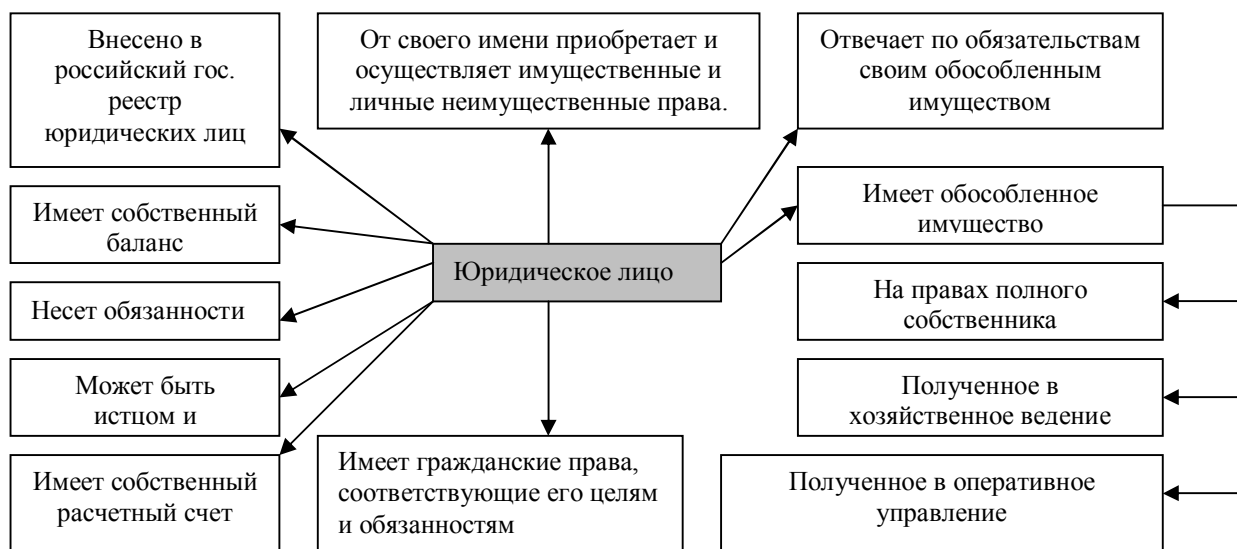 Внесено в
российский гос.
реестр
юридических лиц
От своего имени приобретает и
осуществляет имущественные и
личные неимущественные права.
Отвечает по обязательствам
своим обособленным
имуществом
Имеет собственный
баланс
Имеет обособленное
имущество
Юридическое лицо
Несет обязанности
На правах полного
собственника
Может быть
истцом и
Полученное в
хозяйственное ведение
Имеет собственный
расчетный счет
Имеет гражданские права,
соответствующие его целям
и обязанностям
Полученное в оперативное
управление